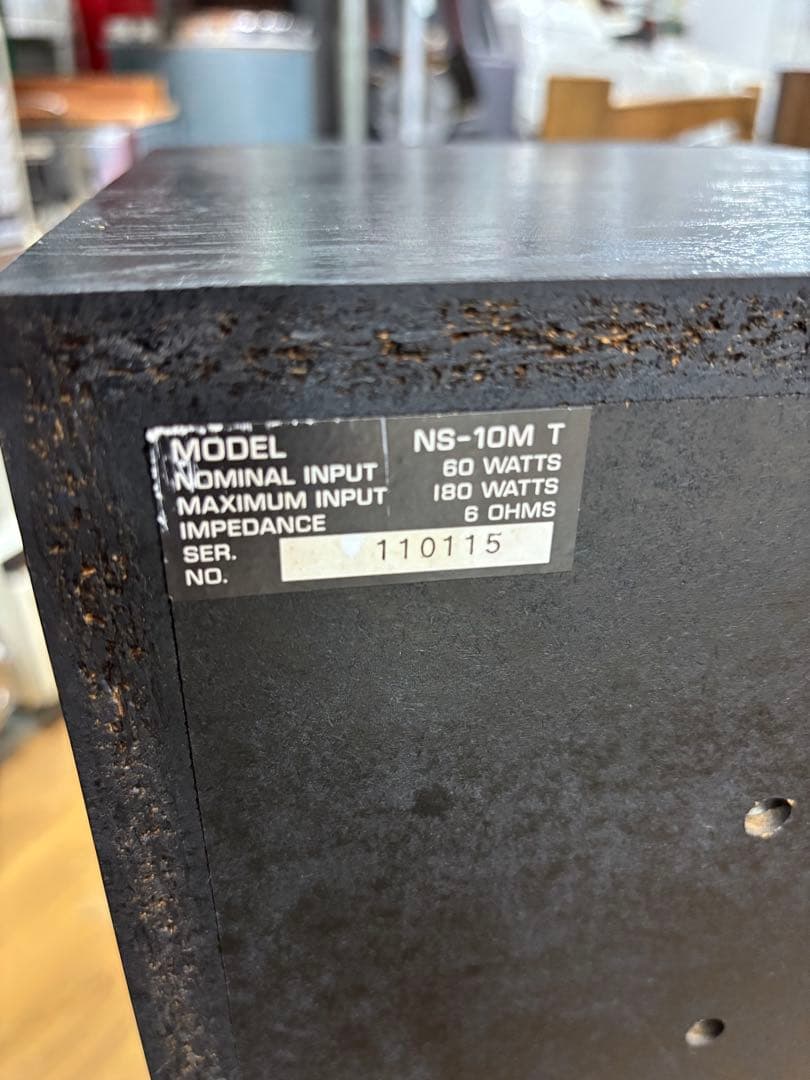 MODEL NS-10M T
NOMINAL INPUT 60 WATTS
MAXIMUM INPUT 180 WATTS
IMPEDANCE 6 OHMS
SER. NO. 110115